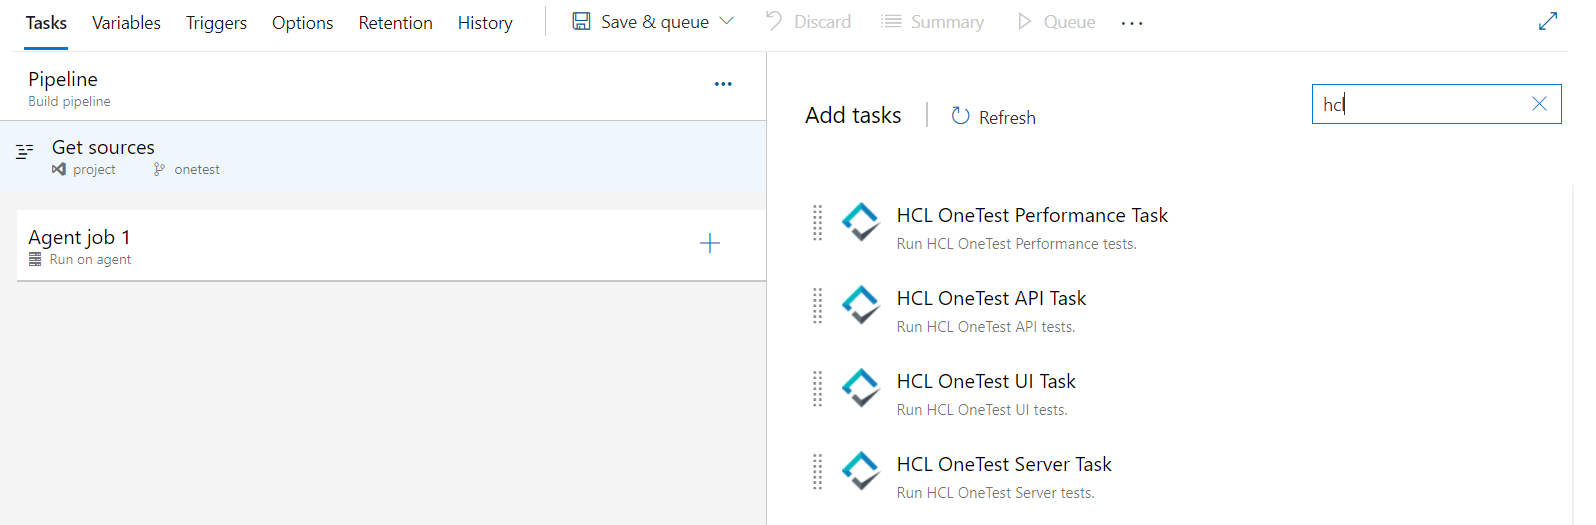 Tasks Variables Triggers Options Retention History Save & queue Discard Summary Queue ...
Pipeline
Build pipeline
Get sources
project onetest
Agent job 1
Run on agent
Add tasks Refresh hcl
HCL OneTest Performance Task
Run HCL OneTest Performance tests.
HCL OneTest API Task
Run HCL OneTest API tests.
HCL OneTest UI Task
Run HCL OneTest UI tests.
HCL OneTest Server Task
Run HCL OneTest Server tests.